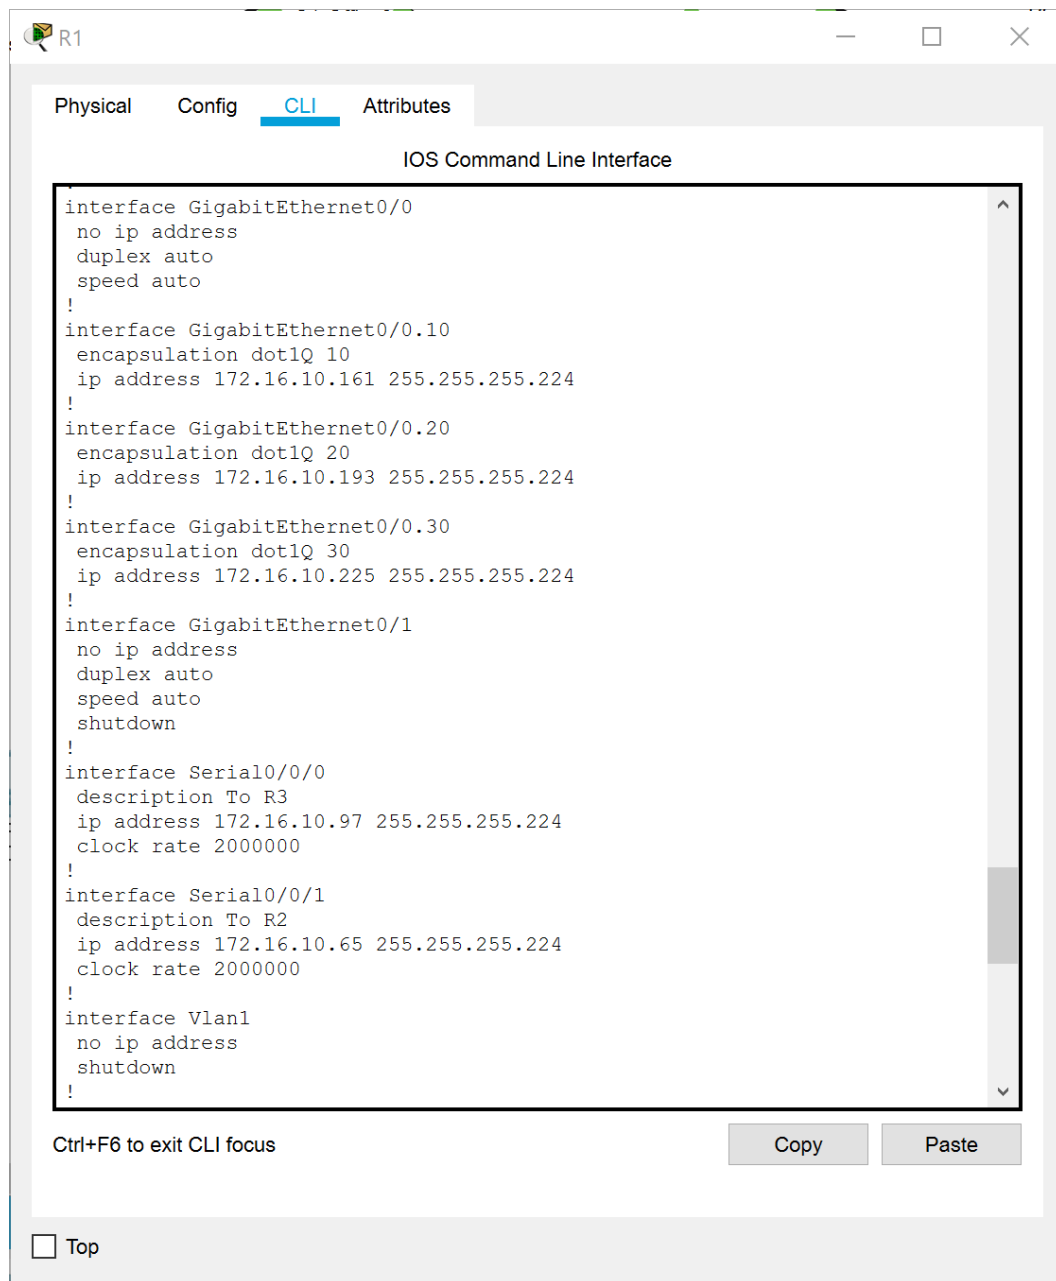 R1
Physical Config CLI Attributes
IOS Command Line Interface
!
interface GigabitEthernet0/0
 no ip address
 duplex auto
 speed auto
!
interface GigabitEthernet0/0.10
 encapsulation dot1Q 10
 ip address 172.16.10.161 255.255.255.224
!
interface GigabitEthernet0/0.20
 encapsulation dot1Q 20
 ip address 172.16.10.193 255.255.255.224
!
interface GigabitEthernet0/0.30
 encapsulation dot1Q 30
 ip address 172.16.10.225 255.255.255.224
!
interface GigabitEthernet0/1
 no ip address
 duplex auto
 speed auto
 shutdown
!
interface Serial0/0/0
 description To R3
 ip address 172.16.10.97 255.255.255.224
 clock rate 2000000
!
interface Serial0/0/1
 description To R2
 ip address 172.16.10.65 255.255.255.224
 clock rate 2000000
!
interface Vlan1
 no ip address
 shutdown
!
Ctrl+F6 to exit CLI focus
Copy Paste
Top